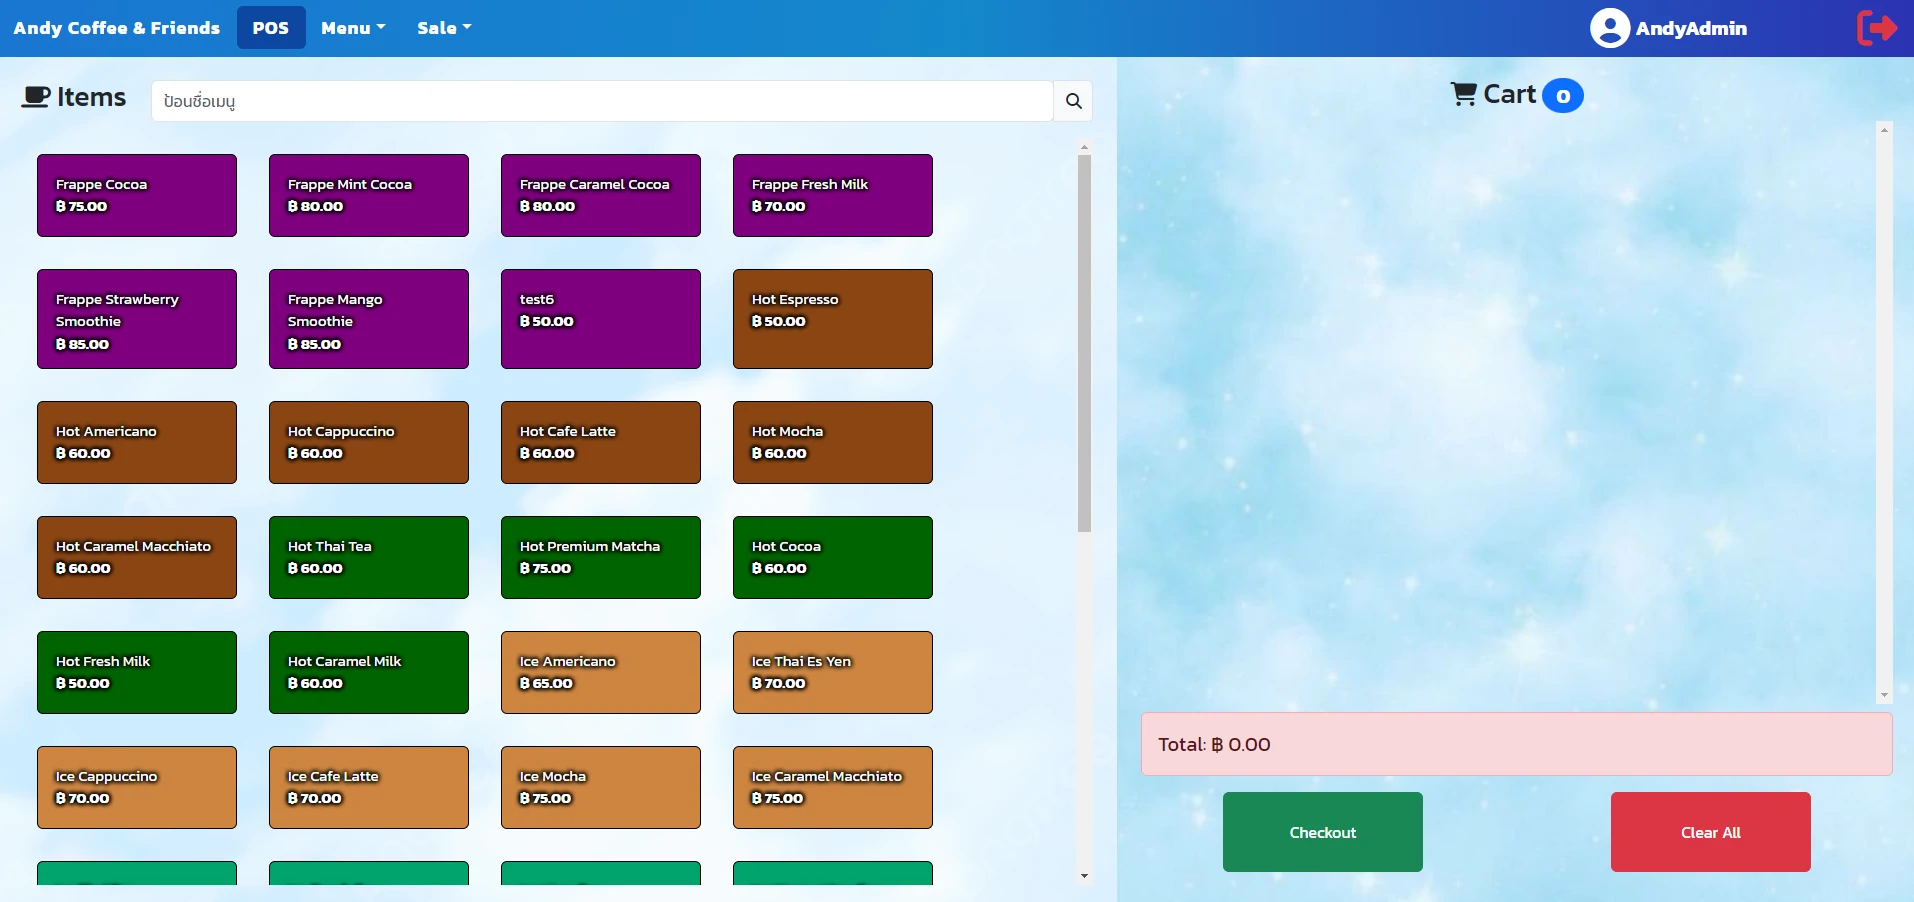 Andy Coffee & Friends POS Menu Sale AndyAdmin
Items
ป้อนชื่อเมนู
Cart 0
Frappe Cocoa
฿ 75.00
Frappe Mint Cocoa
฿ 80.00
Frappe Caramel Cocoa
฿ 80.00
Frappe Fresh Milk
฿ 70.00
Frappe Strawberry
Smoothie
฿ 85.00
Frappe Mango
Smoothie
฿ 85.00
test6
฿ 50.00
Hot Espresso
฿ 50.00
Hot Americano
฿ 60.00
Hot Cappuccino
฿ 60.00
Hot Cafe Latte
฿ 60.00
Hot Mocha
฿ 60.00
Hot Caramel Macchiato
฿ 60.00
Hot Thai Tea
฿ 60.00
Hot Premium Matcha
฿ 75.00
Hot Cocoa
฿ 60.00
Hot Fresh Milk
฿ 50.00
Hot Caramel Milk
฿ 60.00
Ice Americano
฿ 65.00
Ice Thai Es Yen
฿ 70.00
Ice Cappuccino
฿ 70.00
Ice Cafe Latte
฿ 70.00
Ice Mocha
฿ 75.00
Ice Caramel Macchiato
฿ 75.00
Total: ฿ 0.00
Checkout
Clear All